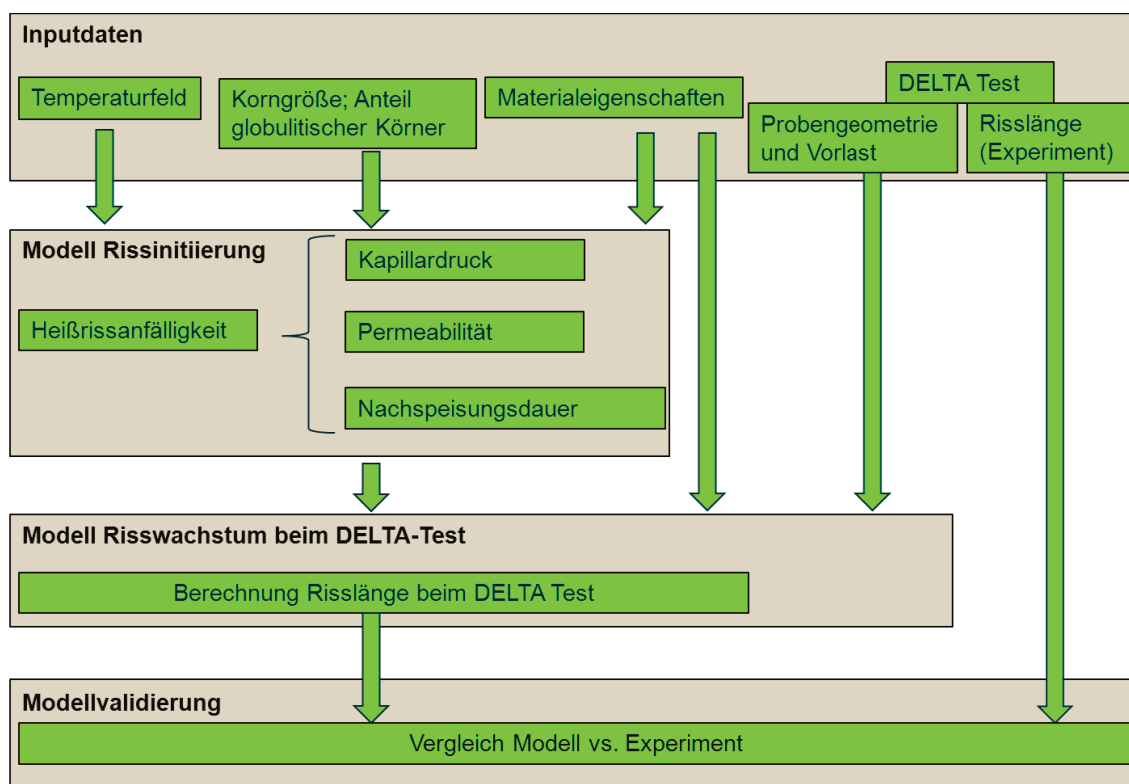 Inputdaten
Temperaturfeld
Korngröße; Anteil
globulitischer Körner
Materialeigenschaften
DELTA Test
Probengeometrie
und Vorlast
Risslänge
(Experiment)
Modell Rissinitiierung
Kapillardruck
Heißrissanfälligkeit
Permeabilität
Nachspeisungsdauer
Modell Risswachstum beim DELTA-Test
Berechnung Risslänge beim DELTA Test
Modellvalidierung
Vergleich Modell vs. Experiment